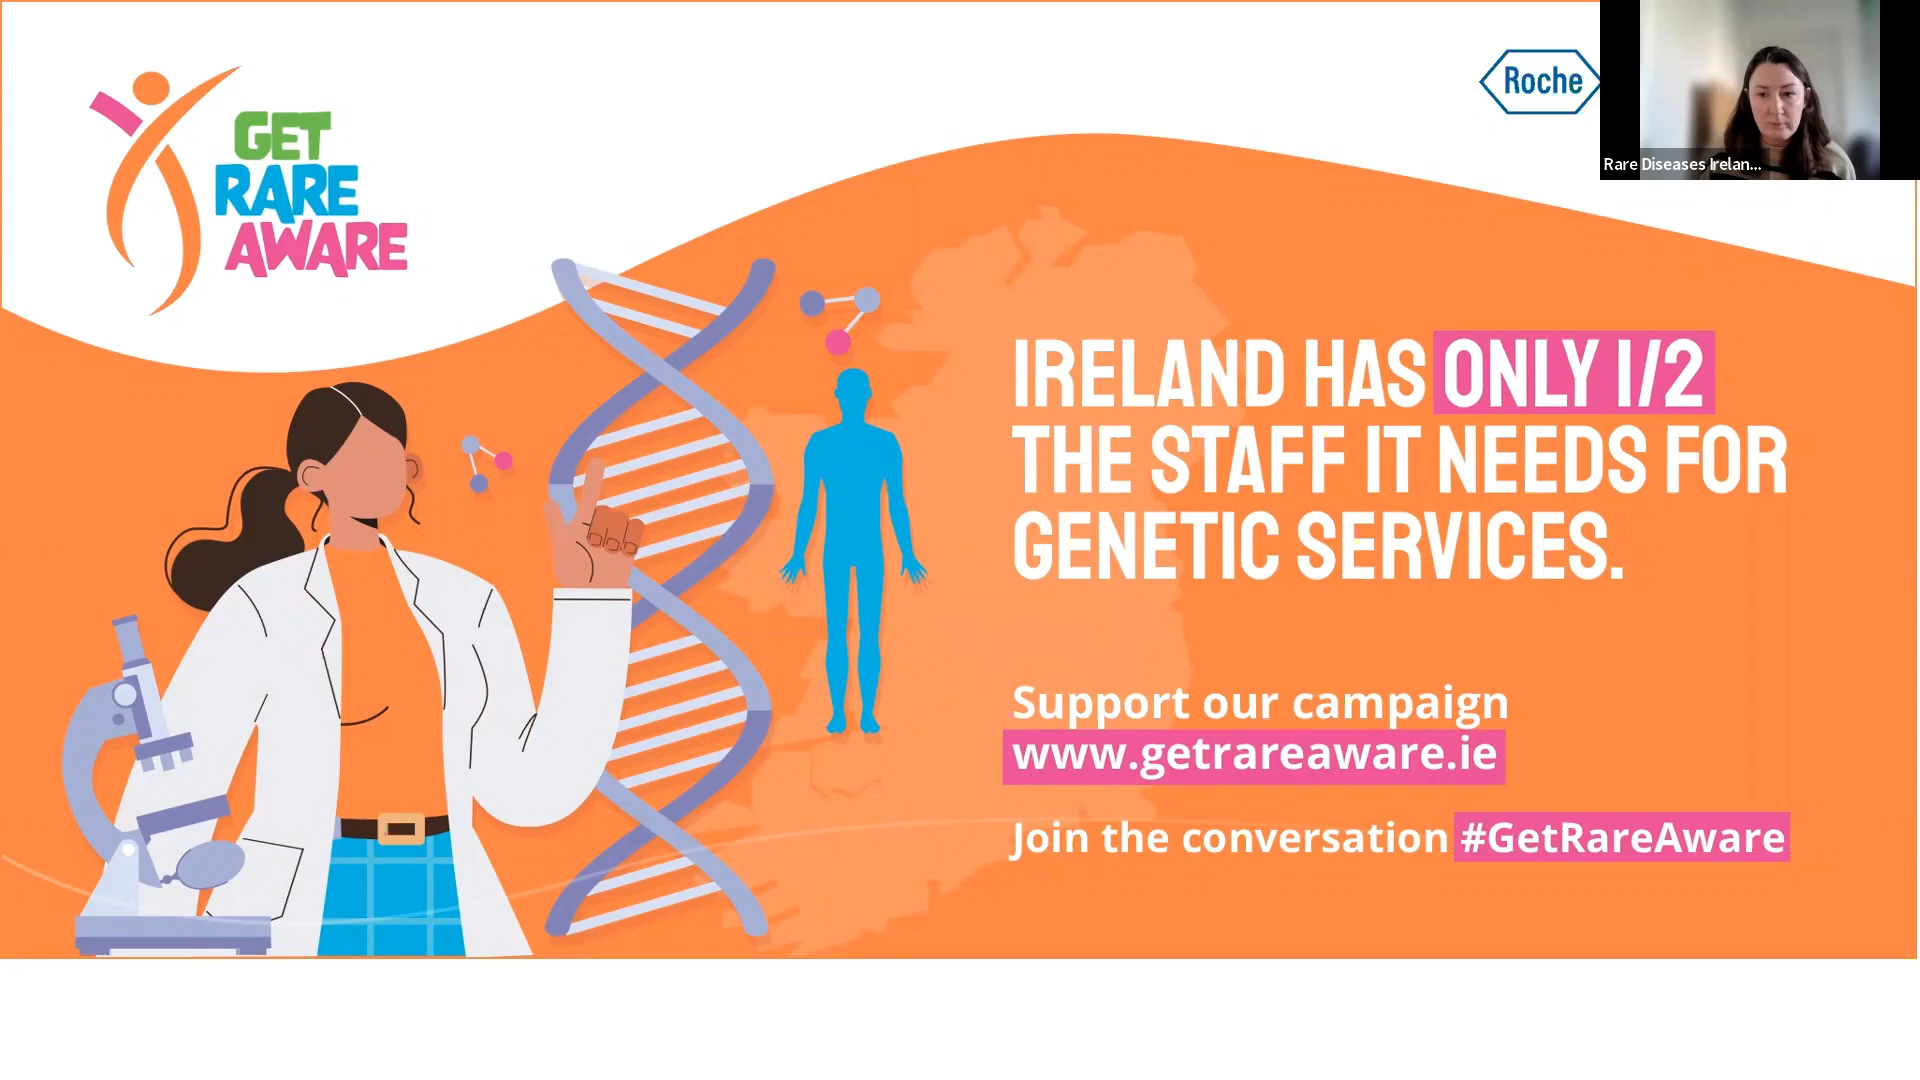 GET
RARE
AWARE
Roche
Rare Diseases Irelan...
IRELAND HAS ONLY 1/2
THE STAFF IT NEEDS FOR
GENETIC SERVICES.
Support our campaign
www.getrareaware.ie
Join the conversation #GetRareAware